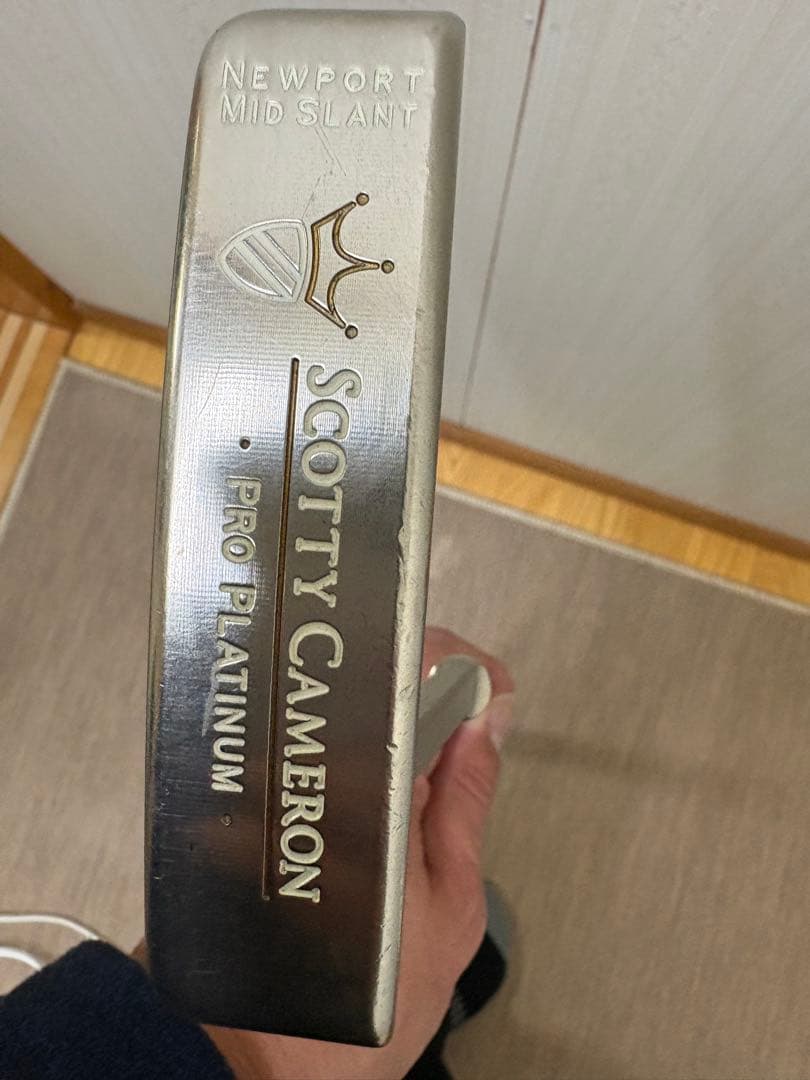 NEWPORT
MID SLANT
SCOTTY CAMERON
PRO PLATINUM